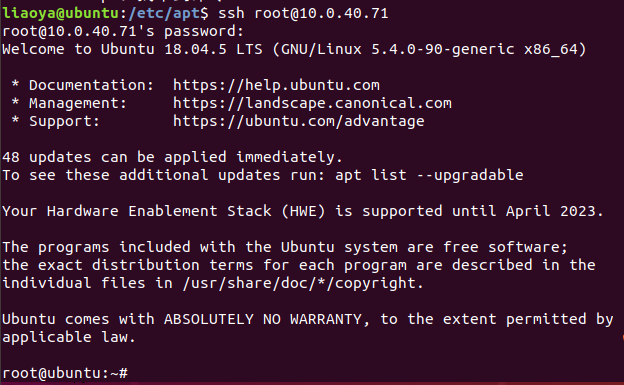 liaoya@ubuntu:/etc/apt$ ssh root@10.0.40.71
root@10.0.40.71's password:
Welcome to Ubuntu 18.04.5 LTS (GNU/Linux 5.4.0-90-generic x86_64)
* Documentation:  https://help.ubuntu.com
* Management:     https://landscape.canonical.com
* Support:        https://ubuntu.com/advantage
48 updates can be applied immediately.
To see these additional updates run: apt list --upgradable
Your Hardware Enablement Stack (HWE) is supported until April 2023.
The programs included with the Ubuntu system are free software;
the exact distribution terms for each program are described in the
individual files in /usr/share/doc/*/copyright.
Ubuntu comes with ABSOLUTELY NO WARRANTY, to the extent permitted by
applicable law.
root@ubuntu:~#